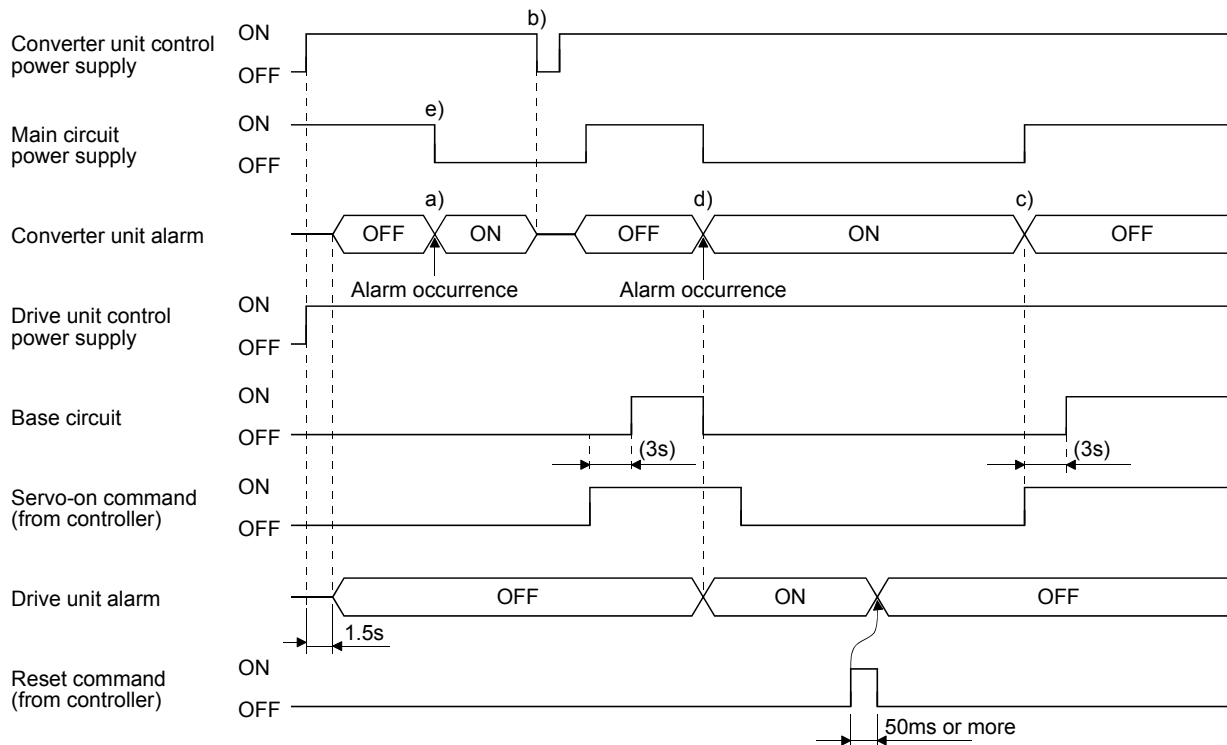 b)
Converter unit control
power supply
ON
OFF
e)
Main circuit
power supply
ON
OFF
a)
d)
c)
Converter unit alarm
OFF
ON
OFF
ON
OFF
Alarm occurrence
Alarm occurrence
Drive unit control
power supply
ON
OFF
Base circuit
ON
OFF
(3s)
(3s)
Servo-on command
(from controller)
ON
OFF
Drive unit alarm
OFF
ON
OFF
1.5s
Reset command
(from controller)
ON
OFF
50ms or more